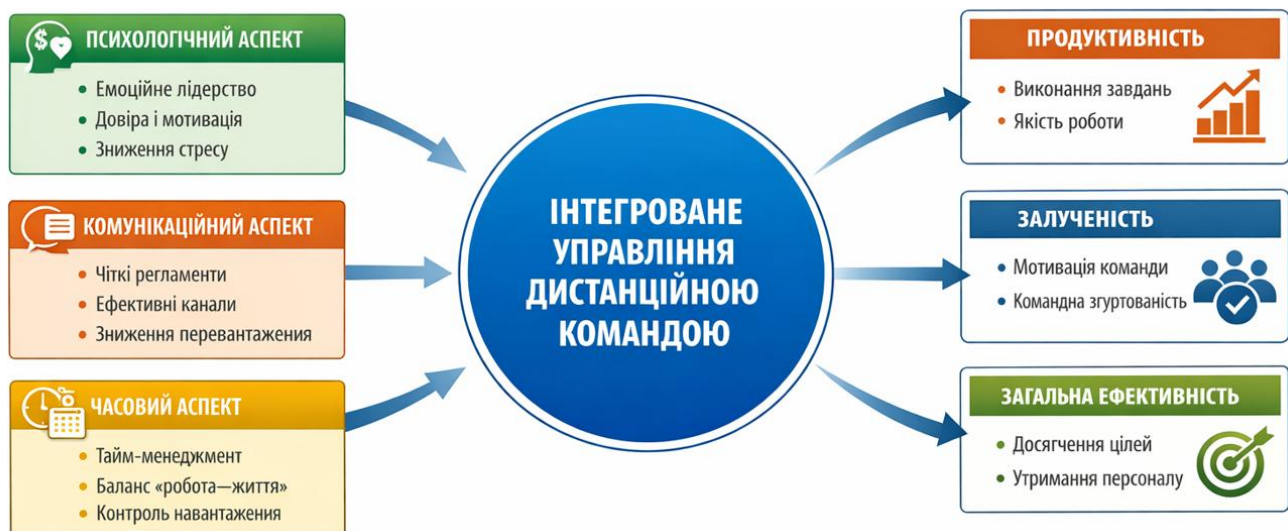 ПСИХОЛОГІЧНИЙ АСПЕКТ
• Емоційне лідерство
• Довіра і мотивація
• Зниження стресу
КОМУНІКАЦІЙНИЙ АСПЕКТ
• Чіткі регламенти
• Ефективні канали
• Зниження перевантаження
ЧАСОВИЙ АСПЕКТ
• Тайм-менеджмент
• Баланс «робота—життя»
• Контроль навантаження
ІНТЕГРОВАНЕ
УПРАВЛІННЯ
ДИСТАНЦІЙНОЮ
КОМАНДОЮ
ПРОДУКТИВНІСТЬ
• Виконання завдань
• Якість роботи
ЗАЛУЧЕНІСТЬ
• Мотивація команди
• Командна згуртованість
ЗАГАЛЬНА ЕФЕКТИВНІСТЬ
• Досягчення цілей
• Утримання персоналу